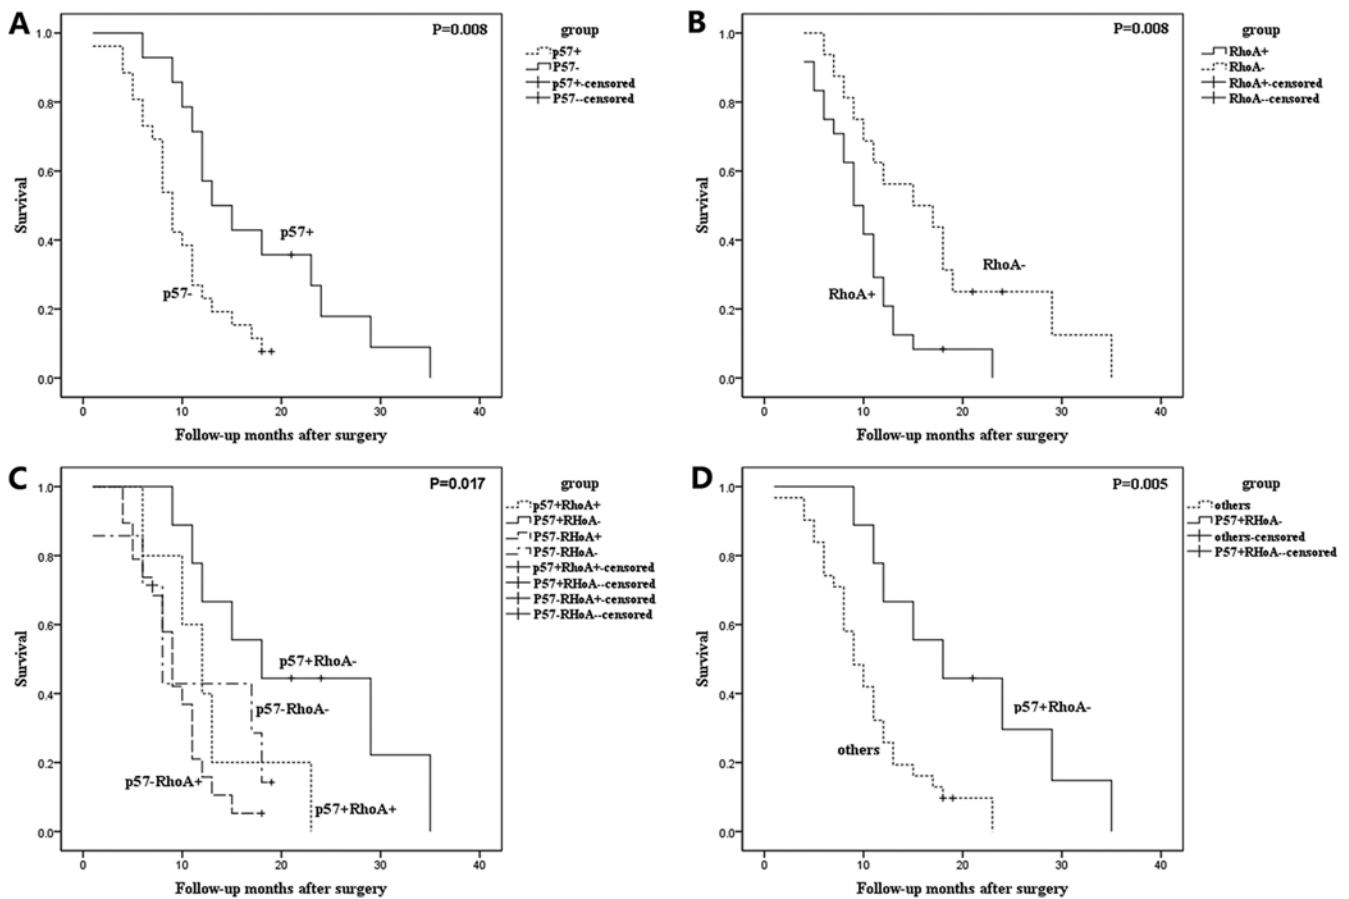 A
P=0.008
group
p57+
P57-
p57+-censored
P57--censored
1.0
0.8
0.6
0.4
0.2
0.0
Survival
p57+
p57-
0 10 20 30 40
Follow-up months after surgery
B
P=0.008
group
RhoA+
RhoA-
RhoA+-censored
RhoA--censored
1.0
0.8
0.6
0.4
0.2
0.0
Survival
RhoA-
RhoA+
0 10 20 30 40
Follow-up months after surgery
C
P=0.017
group
p57+RhoA+
P57+RHoA-
P57-RHoA+
P57-RHoA-
p57+RhoA+-censored
P57+RHoA--censored
P57-RHoA+-censored
P57-RHoA--censored
1.0
0.8
0.6
0.4
0.2
0.0
Survival
p57+RhoA-
p57-RhoA-
p57-RhoA+
p57+RhoA+
0 10 20 30 40
Follow-up months after surgery
D
P=0.005
group
others
P57+RHoA-
others-censored
P57+RHoA--censored
1.0
0.8
0.6
0.4
0.2
0.0
Survival
p57+RhoA-
others
0 10 20 30 40
Follow-up months after surgery